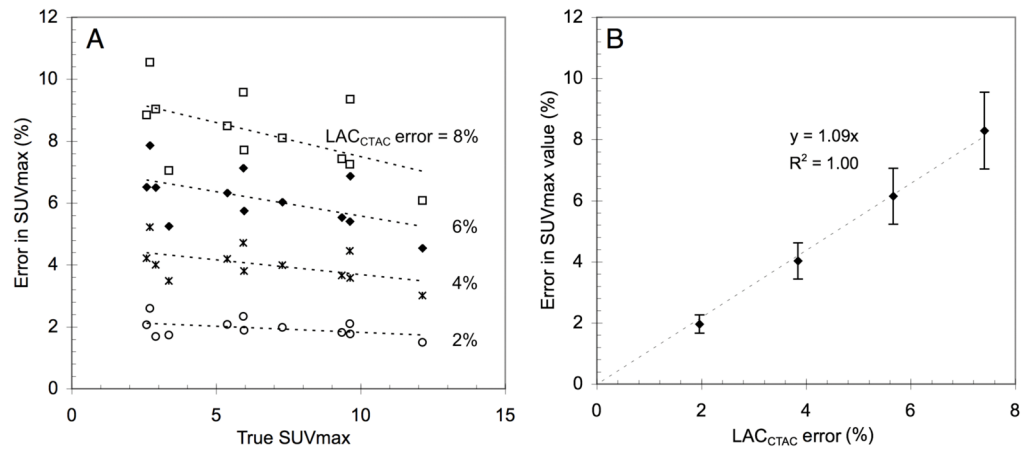 A
12
10
8
6
4
2
0
Error in SUVmax (%)
LAC_CTAC error = 8%
6%
4%
2%
0 5 10 15
True SUVmax
B
12
10
8
6
4
2
0
Error in SUVmax value (%)
y = 1.09x
R² = 1.00
0 2 4 6 8
LAC_CTAC error (%)